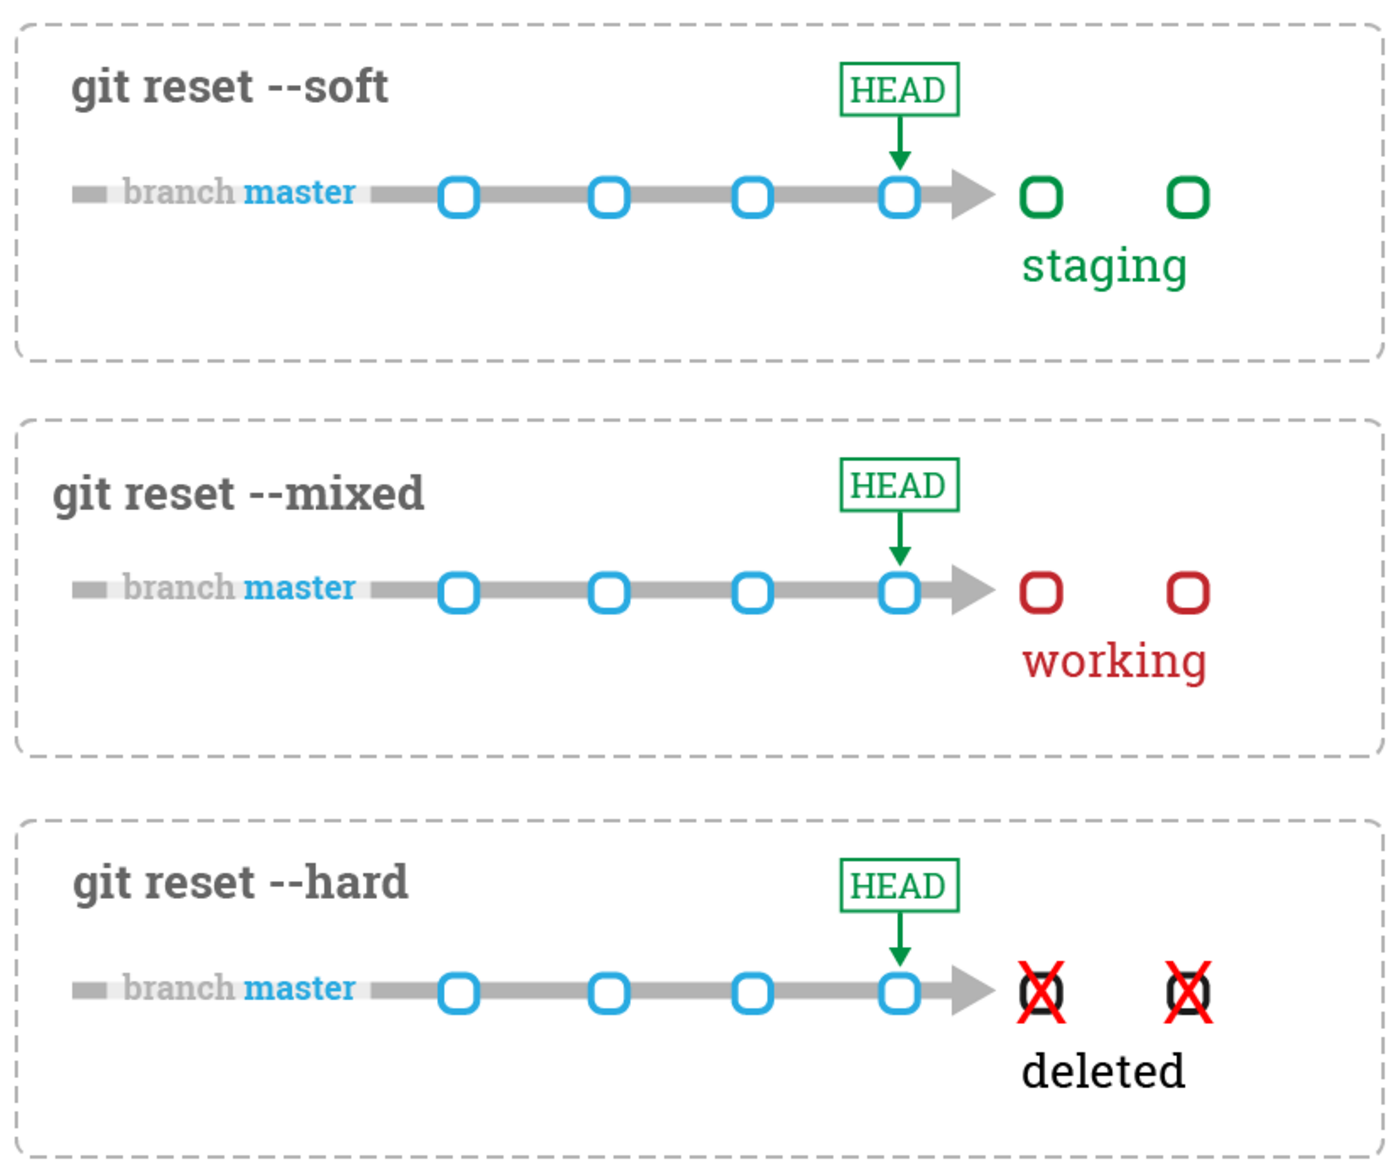 git reset --soft
HEAD
branch master
staging
git reset --mixed
HEAD
branch master
working
git reset --hard
HEAD
branch master
deleted